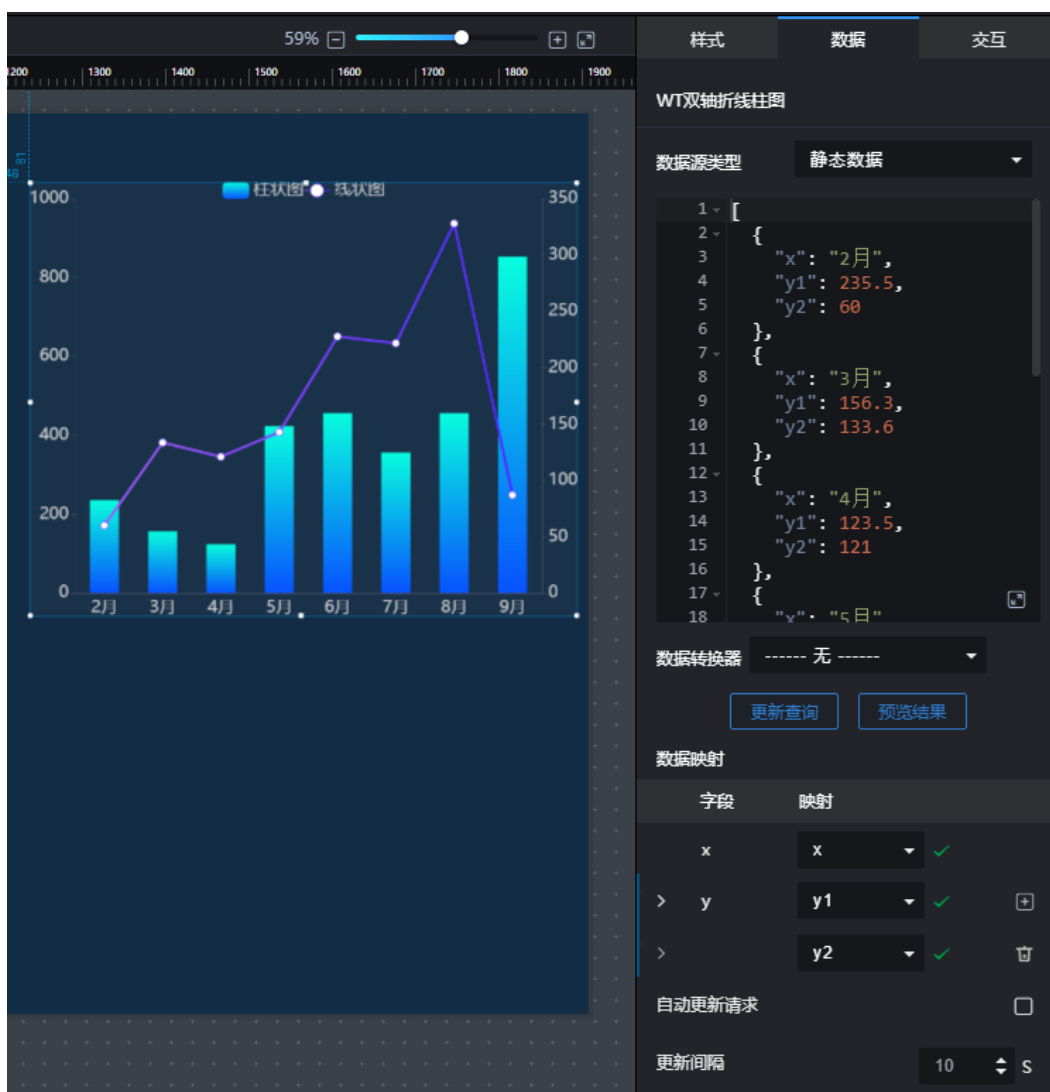 59%
样式 数据 交互
1200 1300 1400 1500 1600 1700 1800 1900
WT双轴折线柱图
数据源类型 静态数据
48 81
柱状图 线状图
1000
800
600
400
200
0
350
300
250
200
150
100
50
0
2月 3月 4月 5月 6月 7月 8月 9月
1 [
2 {
3 "x": "2月",
4 "y1": 235.5,
5 "y2": 60
6 },
7 {
8 "x": "3月",
9 "y1": 156.3,
10 "y2": 133.6
11 },
12 {
13 "x": "4月",
14 "y1": 123.5,
15 "y2": 121
16 },
17 {
18 "x": "5月"
数据转换器 ------ 无 ------
更新查询 预览结果
数据映射
字段 映射
x x
y y1
y2
自动更新请求
更新间隔 10 S